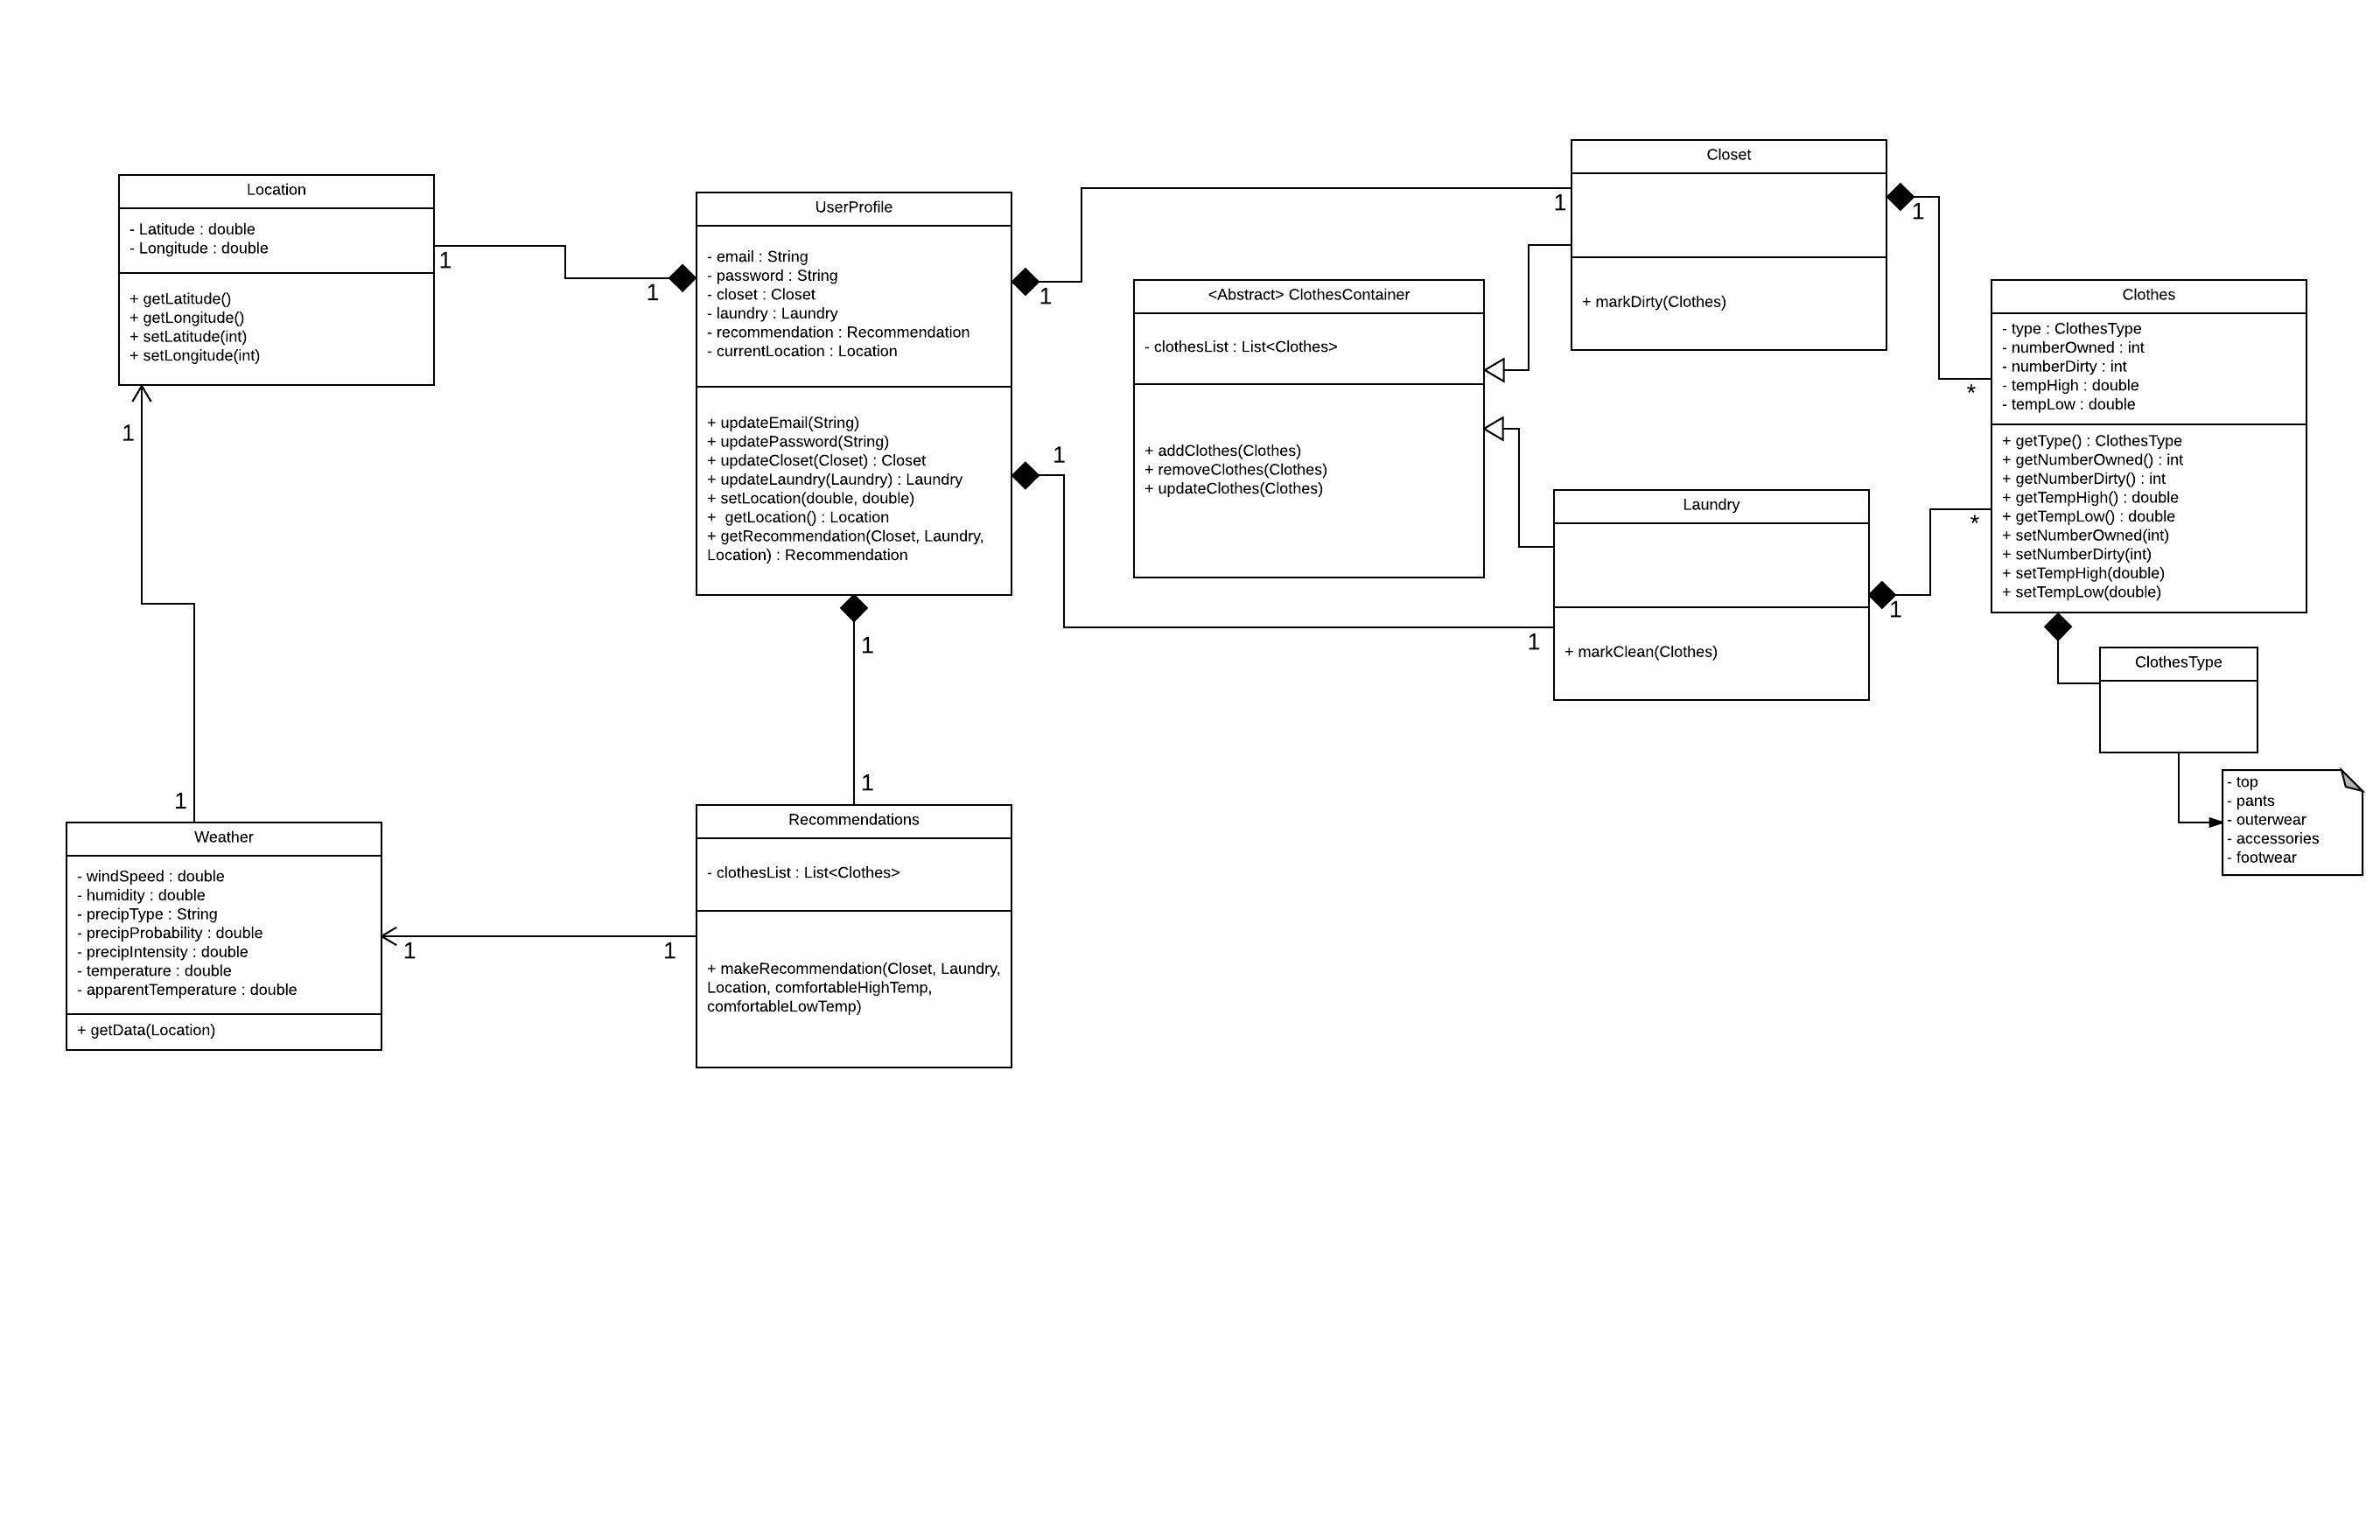 Location
- Latitude : double
- Longitude : double
+ getLatitude()
+ getLongitude()
+ setLatitude(int)
+ setLongitude(int)
1
1
UserProfile
- email : String
- password : String
- closet : Closet
- laundry : Laundry
- recommendation : Recommendation
- currentLocation : Location
+ updateEmail(String)
+ updatePassword(String)
+ updateCloset(Closet) : Closet
+ updateLaundry(Laundry) : Laundry
+ setLocation(double, double)
+  getLocation() : Location
+ getRecommendation(Closet, Laundry,
Location) : Recommendation
1
1
1
1
<Abstract> ClothesContainer
- clothesList : List<Clothes>
+ addClothes(Clothes)
+ removeClothes(Clothes)
+ updateClothes(Clothes)
Closet
+ markDirty(Clothes)
1
*
Laundry
+ markClean(Clothes)
1
*
Clothes
- type : ClothesType
- numberOwned : int
- numberDirty : int
- tempHigh : double
- tempLow : double
+ getType() : ClothesType
+ getNumberOwned() : int
+ getNumberDirty() : int
+ getTempHigh() : double
+ getTempLow() : double
+ setNumberOwned(int)
+ setNumberDirty(int)
+ setTempHigh(double)
+ setTempLow(double)
ClothesType
- top
- pants
- outerwear
- accessories
- footwear
1
1
Weather
- windSpeed : double
- humidity : double
- precipType : String
- precipProbability : double
- precipIntensity : double
- temperature : double
- apparentTemperature : double
+ getData(Location)
1
1
1
1
Recommendations
- clothesList : List<Clothes>
+ makeRecommendation(Closet, Laundry,
Location, comfortableHighTemp,
comfortableLowTemp)